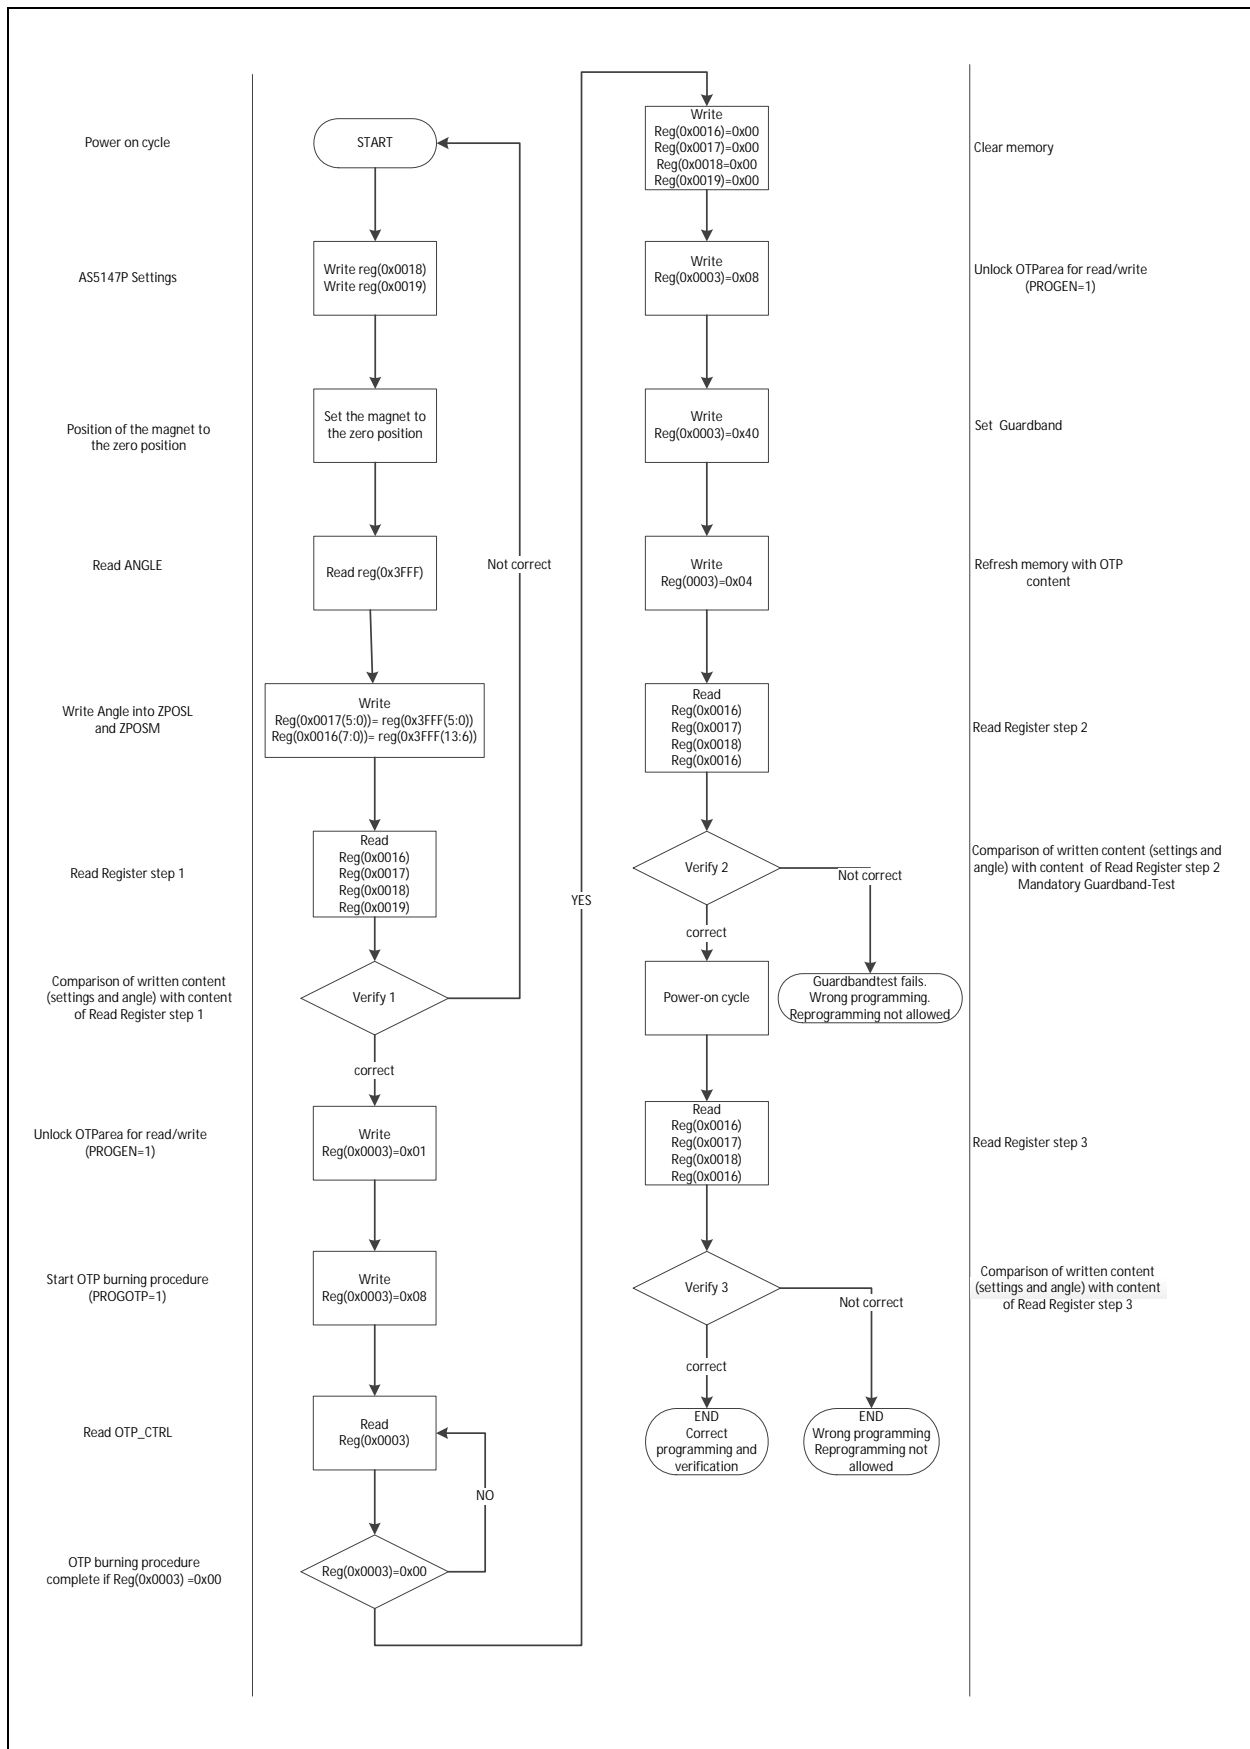 Power on cycle
START
AS5147P Settings
Write reg(0x0018)
Write reg(0x0019)
Position of the magnet to
the zero position
Set the magnet to
the zero position
Read ANGLE
Read reg(0x3FFF)
Not correct
Write Angle into ZPOSL
and ZPOSM
Write
Reg(0x0017(5:0))= reg(0x3FFF(5:0))
Reg(0x0016(7:0))= reg(0x3FFF(13:6))
Read Register step 1
Read
Reg(0x0016)
Reg(0x0017)
Reg(0x0018)
Reg(0x0019)
Comparison of written content
(settings and angle) with content
of Read Register step 1
Verify 1
correct
Unlock OTParea for read/write
(PROGEN=1)
Write
Reg(0x0003)=0x01
Start OTP burning procedure
(PROGOTP=1)
Write
Reg(0x0003)=0x08
Read OTP_CTRL
Read
Reg(0x0003)
NO
OTP burning procedure
complete if Reg(0x0003) =0x00
Reg(0x0003)=0x00
YES
Write
Reg(0x0016)=0x00
Reg(0x0017)=0x00
Reg(0x0018=0x00
Reg(0x0019)=0x00
Clear memory
Write
Reg(0x0003)=0x08
Unlock OTParea for read/write
(PROGEN=1)
Write
Reg(0x0003)=0x40
Set Guardband
Write
Reg(0003)=0x04
Refresh memory with OTP
content
Read
Reg(0x0016)
Reg(0x0017)
Reg(0x0018)
Reg(0x0016)
Read Register step 2
Verify 2
Not correct
Comparison of written content (settings and
angle) with content of Read Register step 2
Mandatory Guardband-Test
correct
Power-on cycle
Guardbandtest fails.
Wrong programming.
Reprogramming not allowed
Read
Reg(0x0016)
Reg(0x0017)
Reg(0x0018)
Reg(0x0016)
Read Register step 3
Verify 3
Not correct
Comparison of written content
(settings and angle) with content
of Read Register step 3
correct
END
Correct
programming and
verification
END
Wrong programming
Reprogramming not
allowed